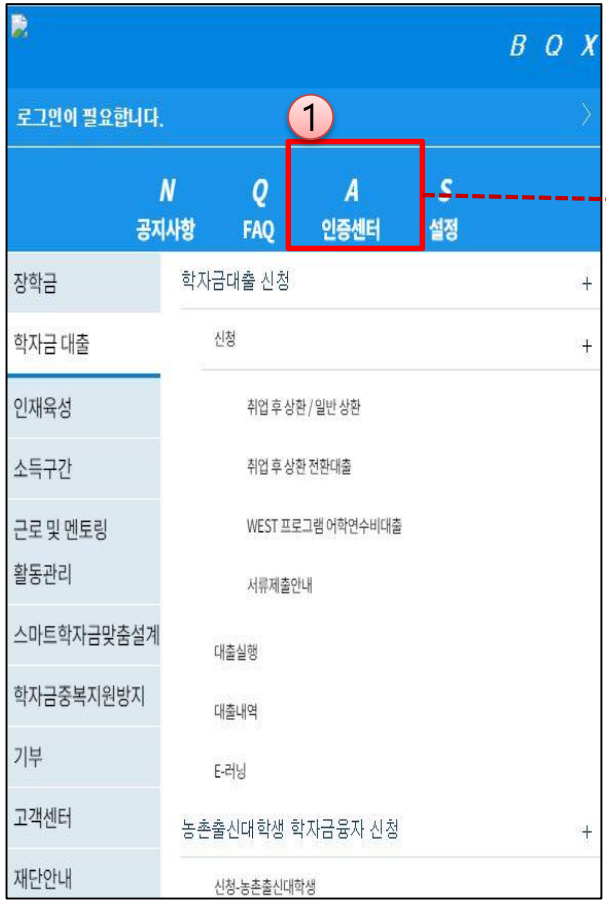 B Q X
로그인이 필요합니다.
1
N Q A S
공지사항 FAQ 인증센터 설정
장학금
학자금 대출
인재육성
소득구간
근로 및 멘토링
활동관리
스마트학자금맞춤설계
학자금중복지원방지
기부
고객센터
재단안내
학자금대출 신청 +
신청 +
취업 후 상환 / 일반 상환
취업 후 상환 전환대출
WEST 프로그램 어학연수비대출
서류제출안내
대출실행
대출내역
E-러닝
농촌출신대학생 학자금융자 신청 +
신청-농촌출신대학생